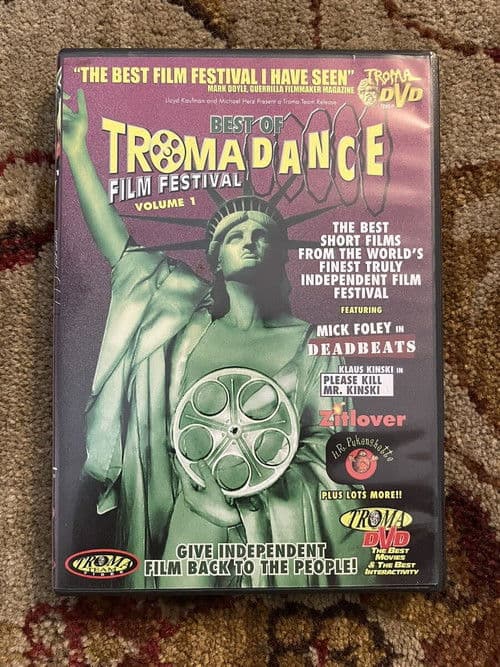 "THE BEST FILM FESTIVAL I HAVE SEEN"
MARK DOYLE, GUERRILLA FILMMAKER MAGAZINE
TROMA
DVD
Lloyd Kaufman and Michael Herz Present a Troma Team Release
BEST OF
TROMADANCE
FILM FESTIVAL
VOLUME 1
THE BEST
SHORT FILMS
FROM THE WORLD'S
FINEST TRULY
INDEPENDENT FILM
FESTIVAL
FEATURING
MICK FOLEY IN
DEADBEATS
KLAUS KINSKI IN
PLEASE KILL
MR. KINSKI
Zitlover
H.R. Pukenshette
PLUS LOTS MORE!!
TROMA
DVD
THE BEST
MOVIES
& THE BEST
INTERACTIVITY
TROMA
TEAM
VIDEO
GIVE INDEPENDENT
FILM BACK TO THE PEOPLE!